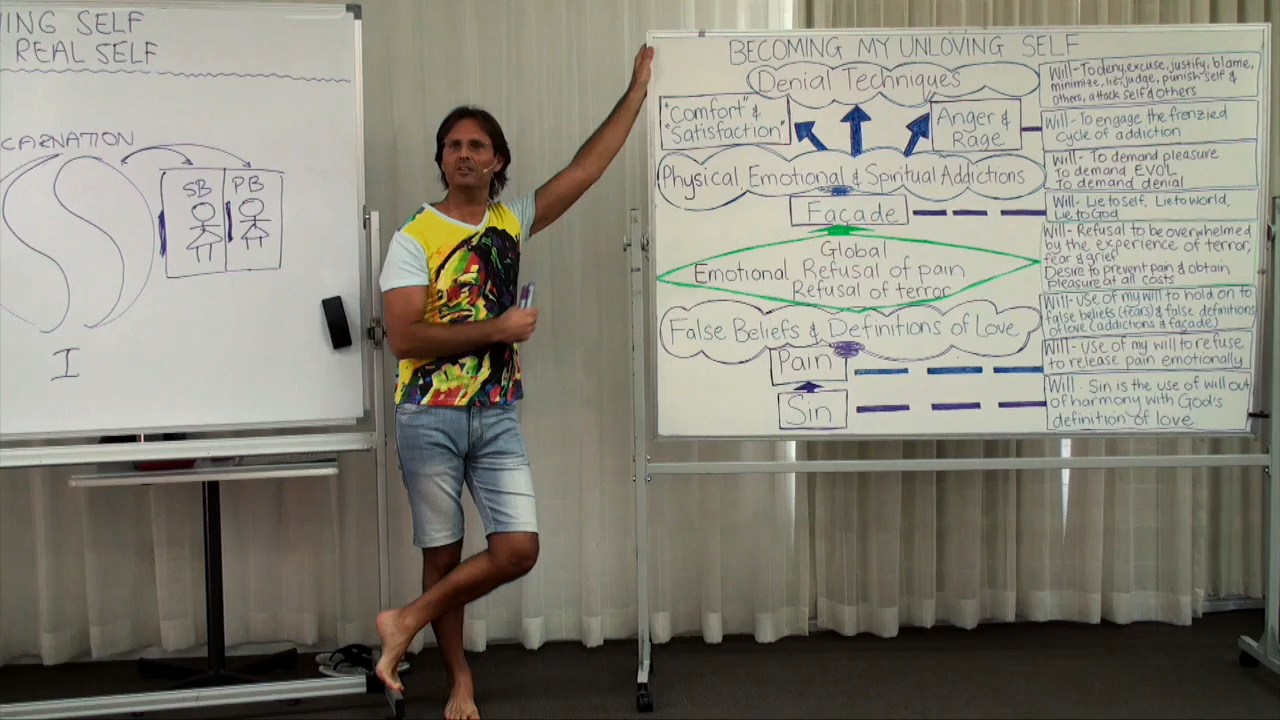 ING SELF
REAL SELF
CARNATION
SB
PB
I
BECOMING MY UNLOVING SELF
Denial Techniques
"Comfort" &
"Satisfaction"
Anger &
Rage
Physical, Emotional & Spiritual Addictions
Façade
Global
Emotional Refusal of pain
Refusal of terror
False Beliefs & Definitions of Love
Pain
Sin
Will- To deny, excuse, justify, blame,
minimize, lie, judge, punish self &
others, attack self & others
Will- To engage the frenzied
cycle of addiction
Will- To demand pleasure
To demand EVOL
To demand denial
Will- Lie to self, Lie to world,
Lie to God
Will- Refusal to be overwhelmed
by the experience of terror,
fear & grief
Desire to prevent pain & obtain
pleasure at all costs
Will- use of my will to hold on to
false beliefs (fears) & false definitions
of love (addictions & façade)
Will- use of my will to refuse
to release pain emotionally
Will- Sin is the use of will out
of harmony with God's
definition of love